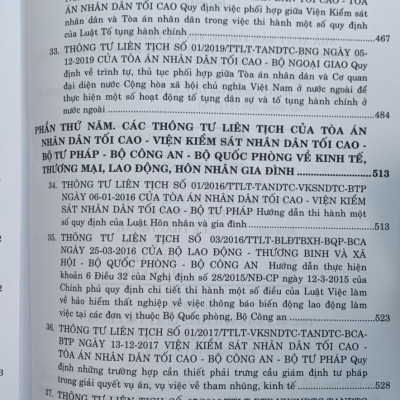 ÁN NHÂN DÂN TỐI CAO Quy định việc phối hợp giữa Viện Kiểm sát
nhân dân và Tòa án nhân dân trong việc thi hành một số quy định
của Luật Tố tụng hành chính ... 467
33. THÔNG TƯ LIÊN TỊCH SỐ 01/2019/TTLT-TANDTC-BNG NGÀY 05-
12-2019 CỦA TÒA ÁN NHÂN DÂN TỐI CAO - BỘ NGOẠI GIAO Quy
định về trình tự, thủ tục phối hợp giữa Tòa án nhân dân và Cơ quan
đại diện nước Cộng hòa xã hội chủ nghĩa Việt Nam ở nước ngoài để
thực hiện một số hoạt động tố tụng dân sự và tố tụng hành chính ở
nước ngoài ... 484
PHẦN THỨ NĂM. CÁC THÔNG TƯ LIÊN TỊCH CỦA TÒA ÁN
NHÂN DÂN TỐI CAO - VIỆN KIỂM SÁT NHÂN DÂN TỐI CAO -
BỘ TƯ PHÁP - BỘ CÔNG AN - BỘ QUỐC PHÒNG VỀ KINH TẾ,
THƯƠNG MẠI, LAO ĐỘNG, HÔN NHÂN GIA ĐÌNH ... 513
34. THÔNG TƯ LIÊN TỊCH SỐ 01/2016/TTLT-TANDTC-VKSNDTC-BTP
NGÀY 06-01-2016 CỦA TÒA ÁN NHÂN DÂN TỐI CAO - VIỆN KIỂM
SÁT NHÂN DÂN TỐI CAO - BỘ TƯ PHÁP Hướng dẫn thi hành một
số quy định của Luật Hôn nhân và gia đình ... 513
35. THÔNG TƯ LIÊN TỊCH SỐ 03/2016/TTLT-BLĐTBXH-BQP-BCA
NGÀY 25-03-2016 CỦA BỘ LAO ĐỘNG - THƯƠNG BINH VÀ XÃ
HỘI - BỘ QUỐC PHÒNG - BỘ CÔNG AN Hướng dẫn thực hiện
khoản 6 Điều 32 của Nghị định số 28/2015/NĐ-CP ngày 12-3-2015 của
Chính phủ quy định chi tiết thi hành một số điều của Luật Việc làm
về bảo hiểm thất nghiệp về việc thông báo biến động lao động làm
việc tại các đơn vị thuộc Bộ Quốc phòng, Bộ Công an ... 523
36. THÔNG TƯ LIÊN TỊCH SỐ 01/2017/TTLT-VKSNDTC-TANDTC-BCA-
BTP NGÀY 13-12-2017 VIỆN KIỂM SÁT NHÂN DÂN TỐI CAO -
TÒA ÁN NHÂN DÂN TỐI CAO - BỘ CÔNG AN - BỘ TƯ PHÁP Quy
định những trường hợp cần thiết phải trưng cầu giám định tư pháp
trong giải quyết vụ án, vụ việc về tham nhũng, kinh tế ... 528
37. THÔNG TƯ LIÊN TỊCH SỐ